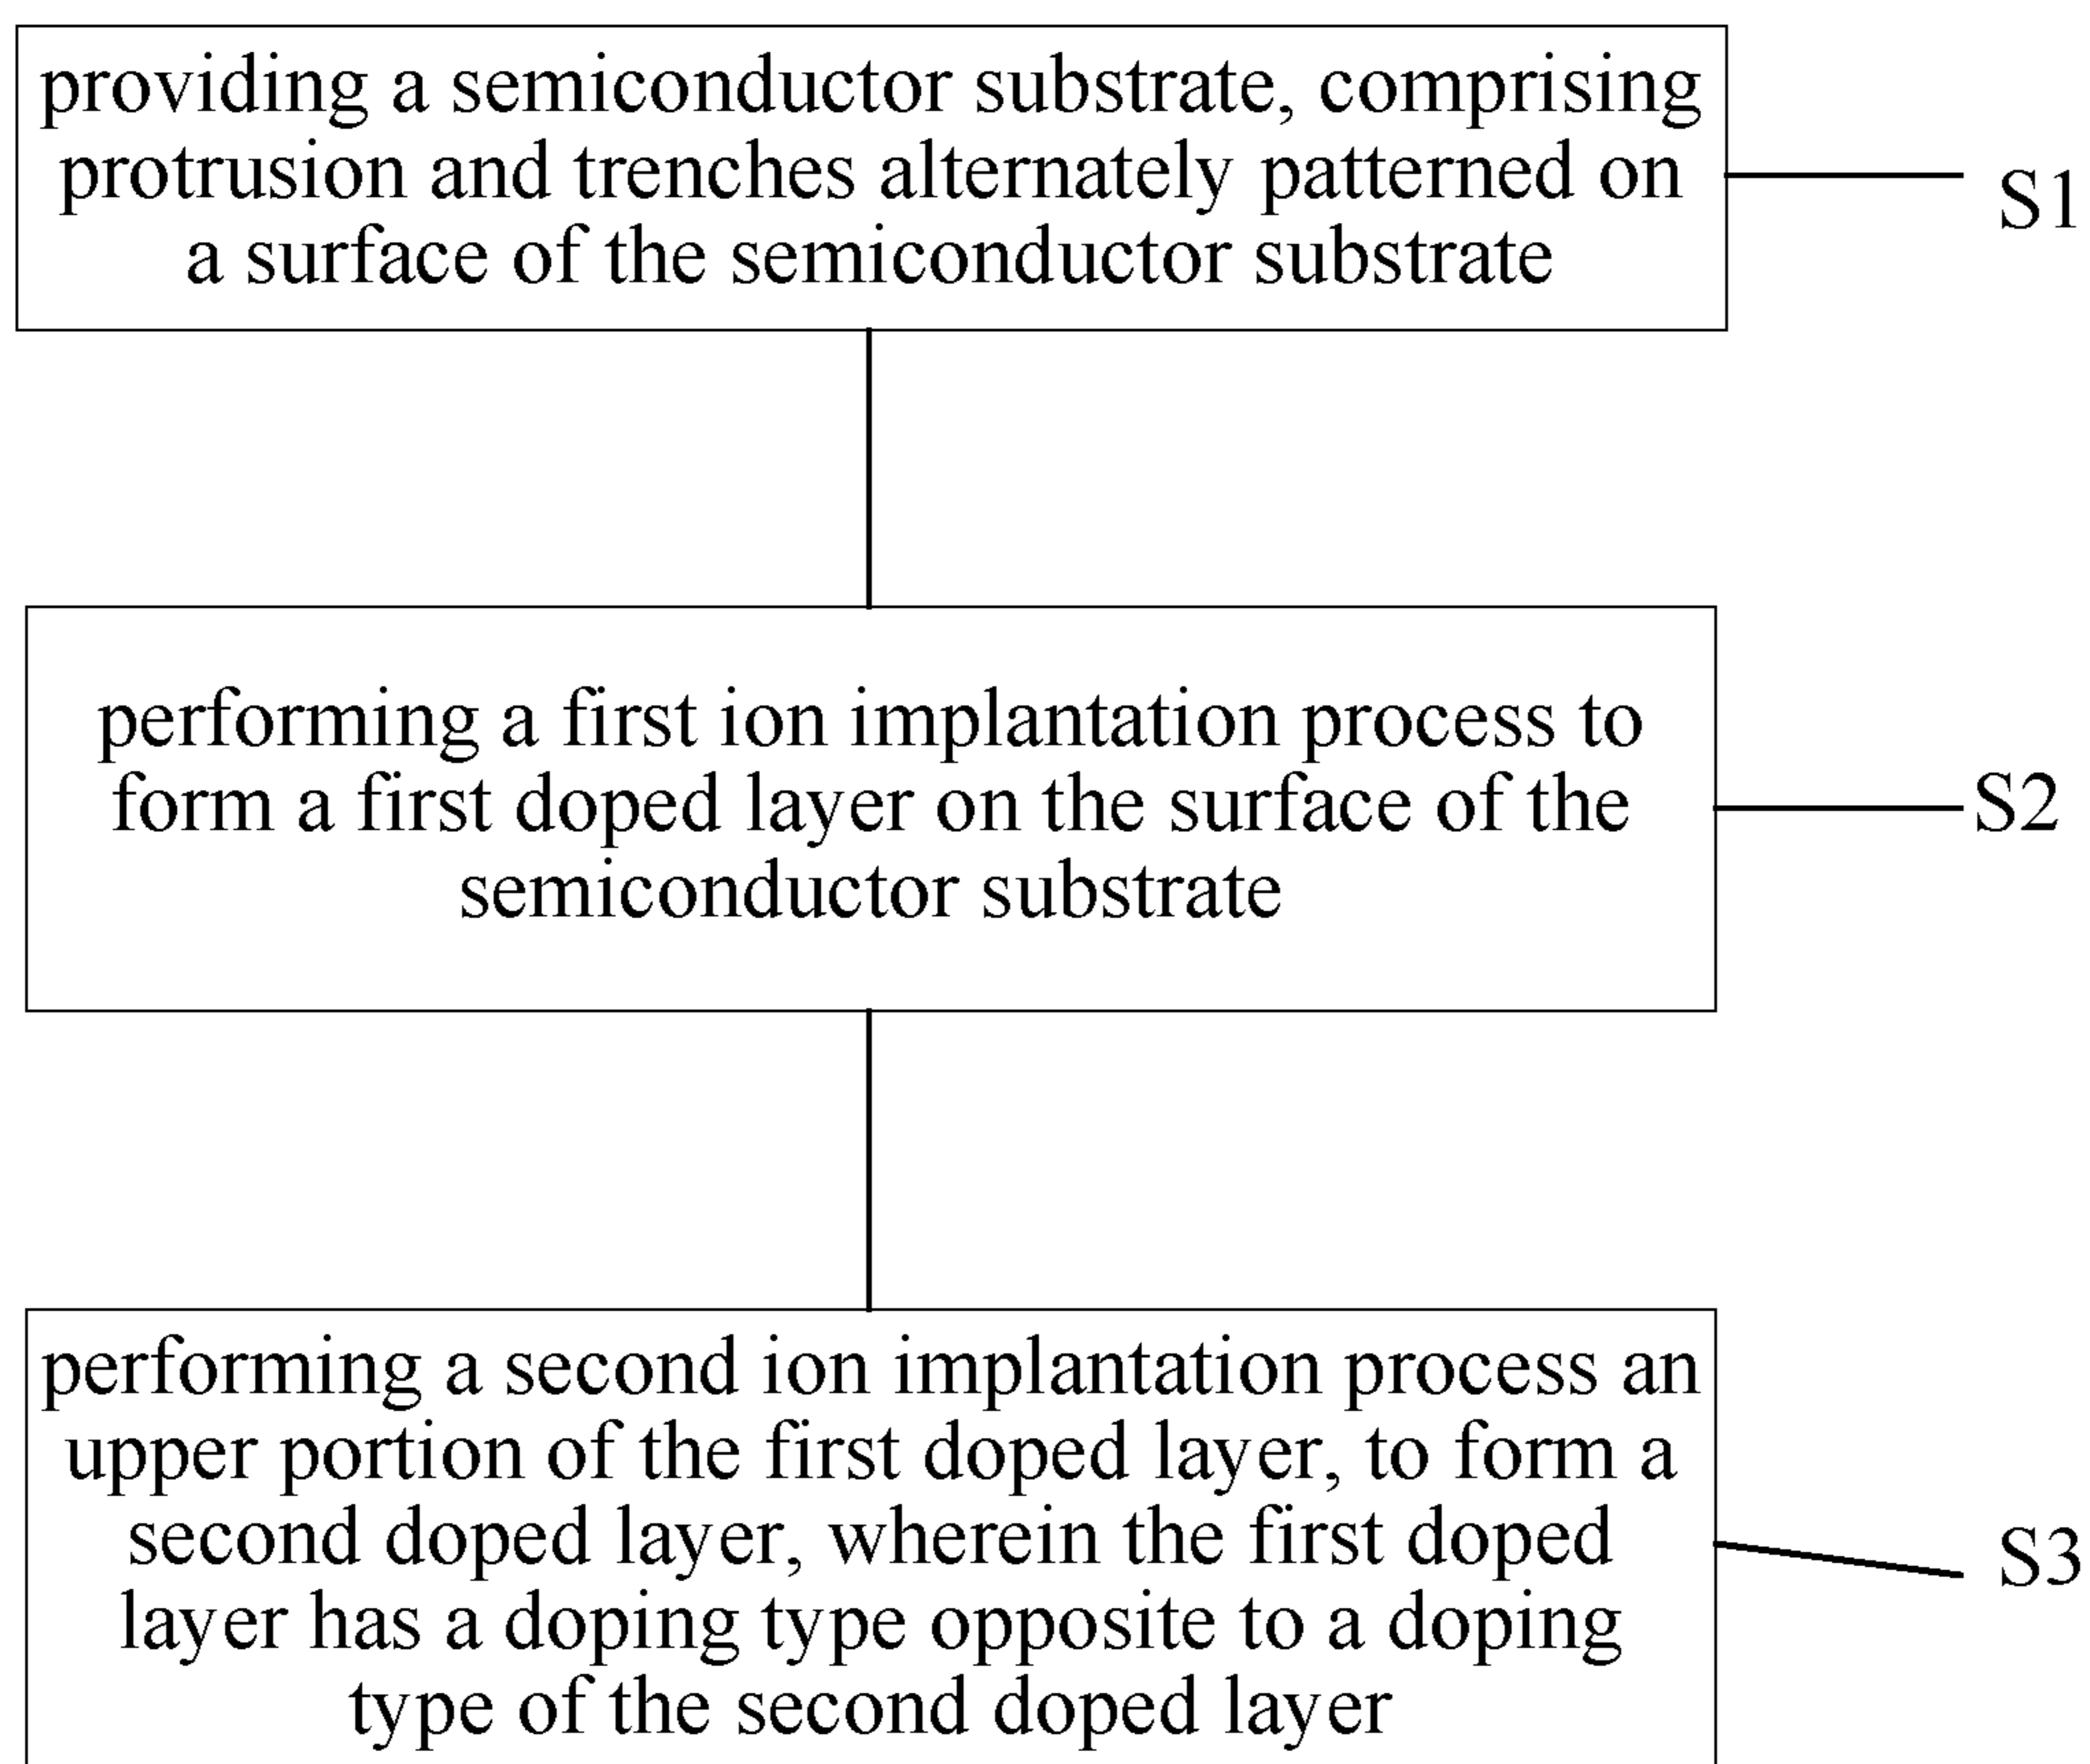 providing a semiconductor substrate, comprising
protrusion and trenches alternately patterned on
a surface of the semiconductor substrate
S1
performing a first ion implantation process to
form a first doped layer on the surface of the
semiconductor substrate
S2
performing a second ion implantation process an
upper portion of the first doped layer, to form a
second doped layer, wherein the first doped
layer has a doping type opposite to a doping
type of the second doped layer
S3